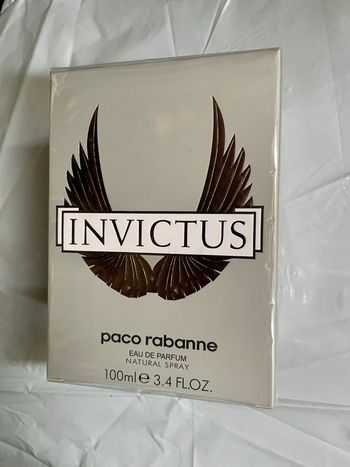 INVICTUS
paco rabanne
EAU DE PARFUM
NATURAL SPRAY
100ml e 3.4 FL.OZ.